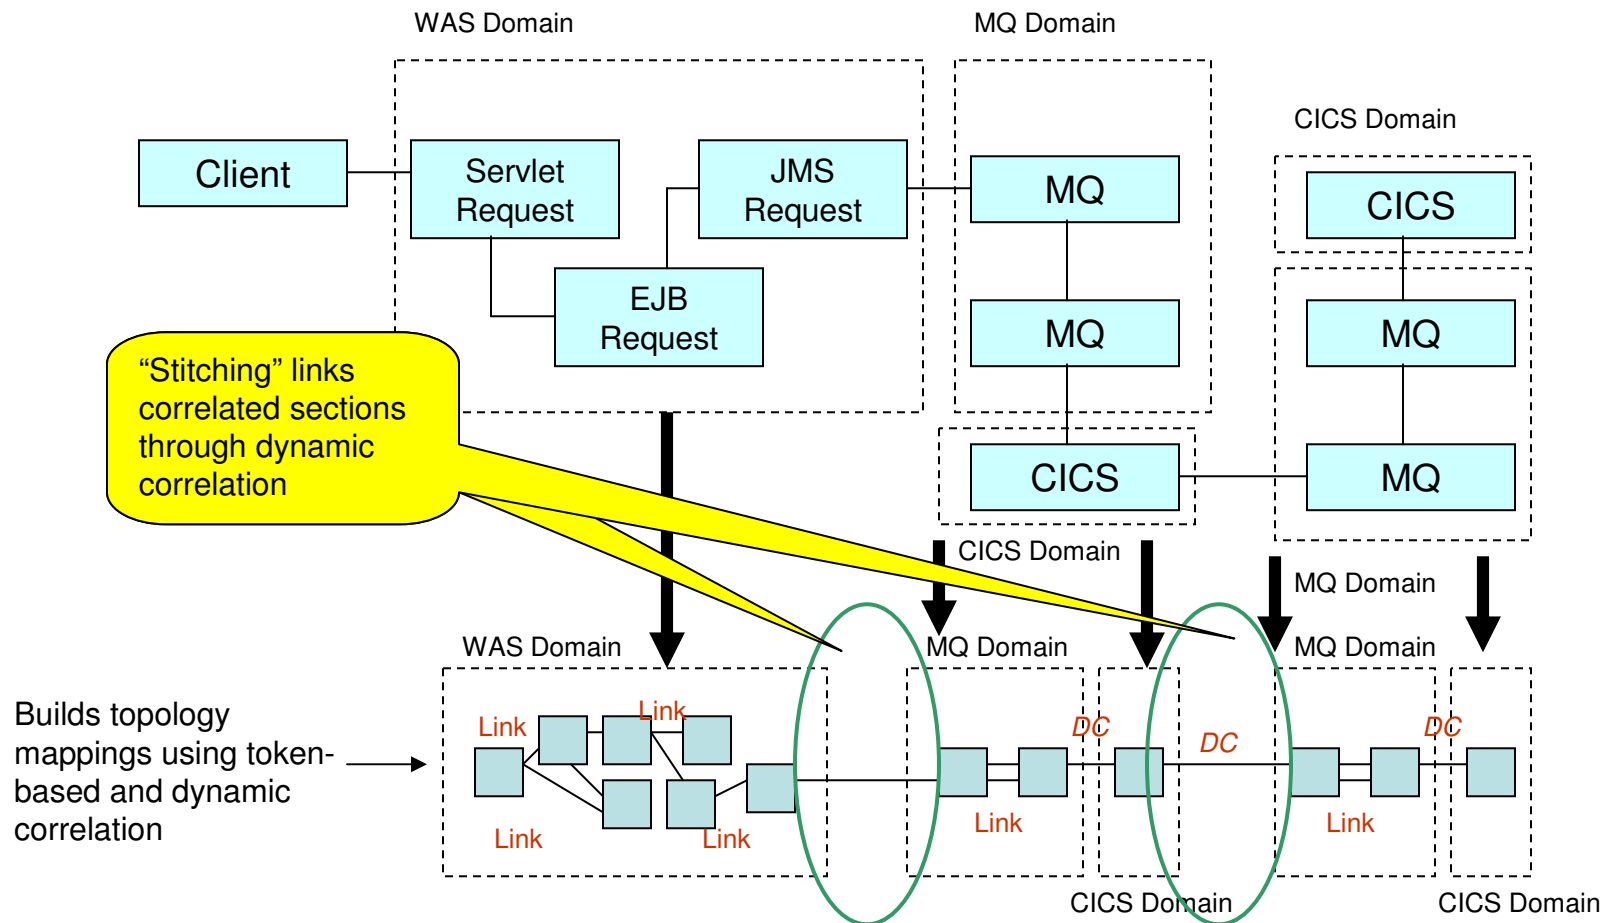 WAS Domain
MQ Domain
CICS Domain
Client
Servlet
Request
JMS
Request
MQ
CICS
EJB
Request
MQ
MQ
“Stitching” links
correlated sections
through dynamic
correlation
CICS
MQ
CICS Domain
MQ Domain
WAS Domain
MQ Domain
MQ Domain
Builds topology
mappings using token-
based and dynamic
correlation
Link
Link
Link
Link
DC
DC
DC
Link
Link
CICS Domain
CICS Domain